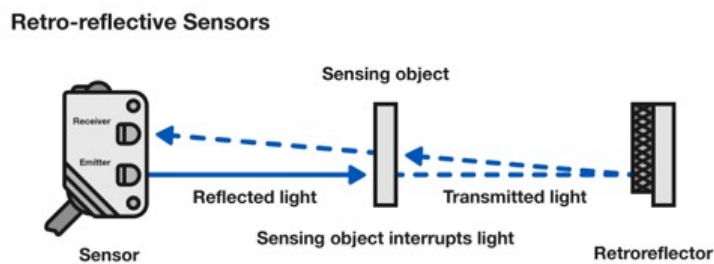 Retro-reflective Sensors
Sensing object
Receiver
Emitter
Reflected light
Transmitted light
Sensing object interrupts light
Sensor
Retroreflector